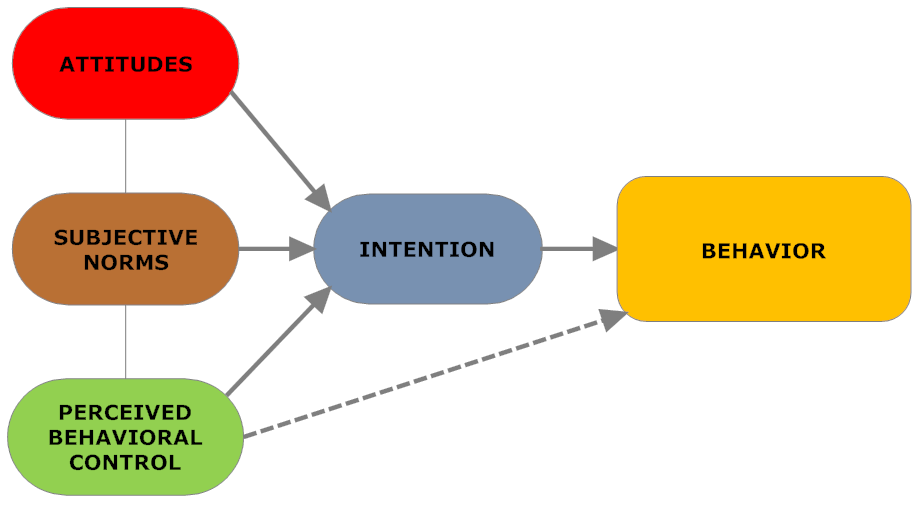 ATTITUDES
SUBJECTIVE
NORMS
INTENTION
BEHAVIOR
PERCEIVED
BEHAVIORAL
CONTROL